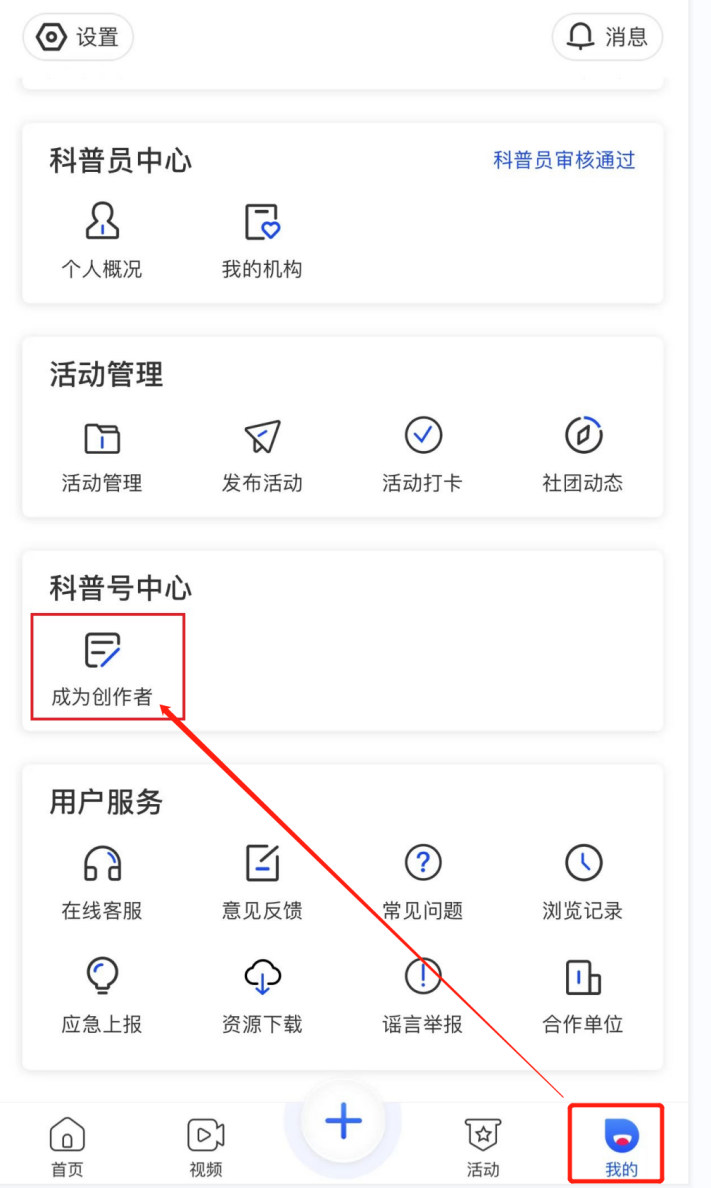 设置 消息
科普员中心 科普员审核通过
个人概况 我的机构
活动管理
活动管理 发布活动 活动打卡 社团动态
科普号中心
成为创作者
用户服务
在线客服 意见反馈 常见问题 浏览记录
应急上报 资源下载 谣言举报 合作单位
首页 视频 活动 我的